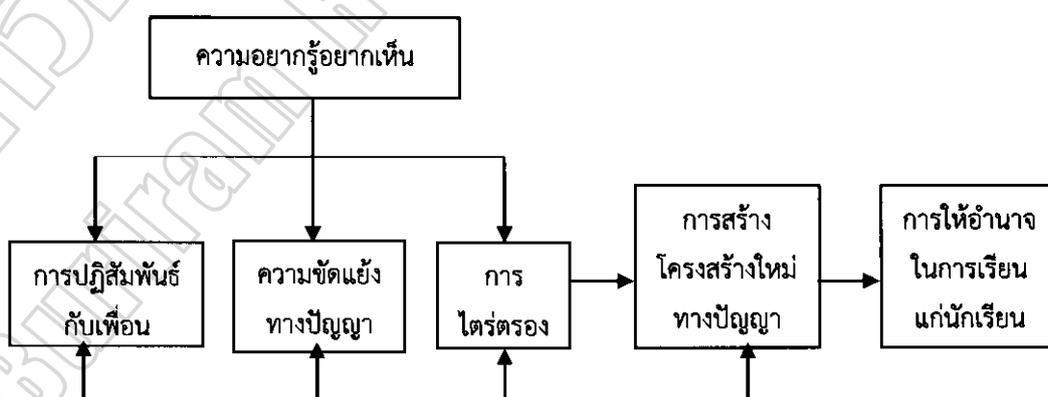 ความอยากรู้อยากเห็น
การปฏิสัมพันธ์
กับเพื่อน
ความขัดแย้ง
ทางปัญญา
การ
ไตร่ตรอง
การสร้าง
โครงสร้างใหม่
ทางปัญญา
การให้อำนาจ
ในการเรียน
แก่นักเรียน
Buriram